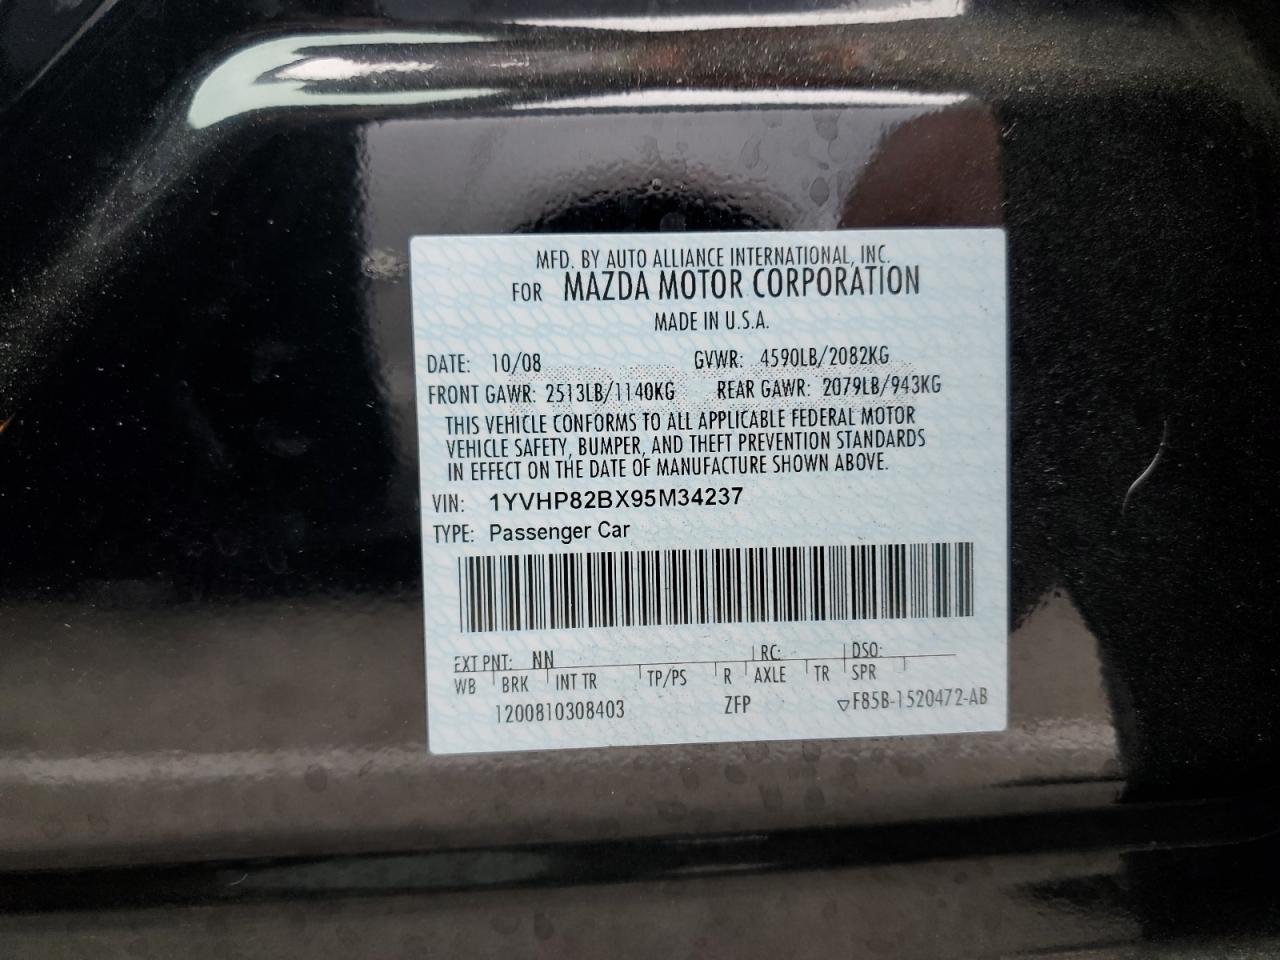 MFD. BY AUTO ALLIANCE INTERNATIONAL, INC.
FOR MAZDA MOTOR CORPORATION
MADE IN U.S.A.
DATE: 10/08 GVWR: 4590LB/2082KG
FRONT GAWR: 2513LB/1140KG REAR GAWR: 2079LB/943KG
THIS VEHICLE CONFORMS TO ALL APPLICABLE FEDERAL MOTOR
VEHICLE SAFETY, BUMPER, AND THEFT PREVENTION STANDARDS
IN EFFECT ON THE DATE OF MANUFACTURE SHOWN ABOVE.
VIN: 1YVHP82BX95M34237
TYPE: Passenger Car
EXT PNT: NN RC: DSO:
WB BRK INT TR TP/PS R AXLE TR SPR
1200810308403 ZFP ▽F85B-1520472-AB